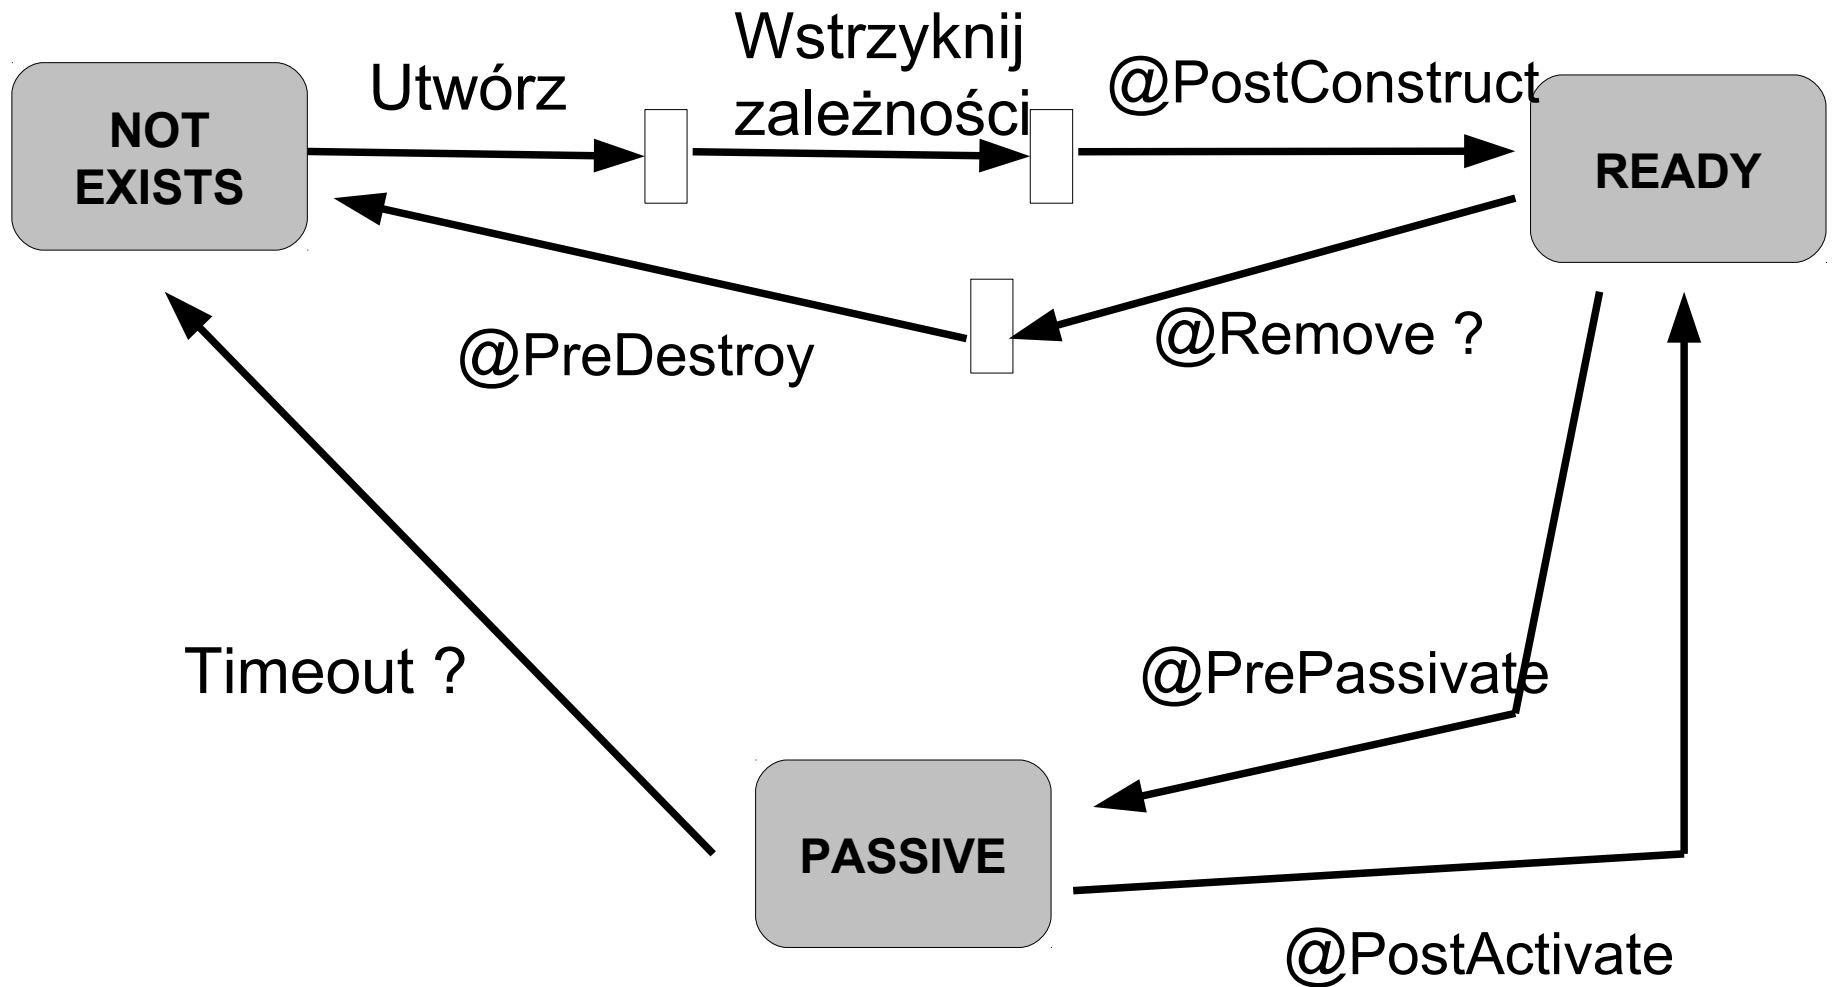 NOT
EXISTS
Utwórz
Wstrzyknij
zależności
@PostConstruct
READY
@PreDestroy
@Remove ?
Timeout ?
@PrePassivate
PASSIVE
@PostActivate